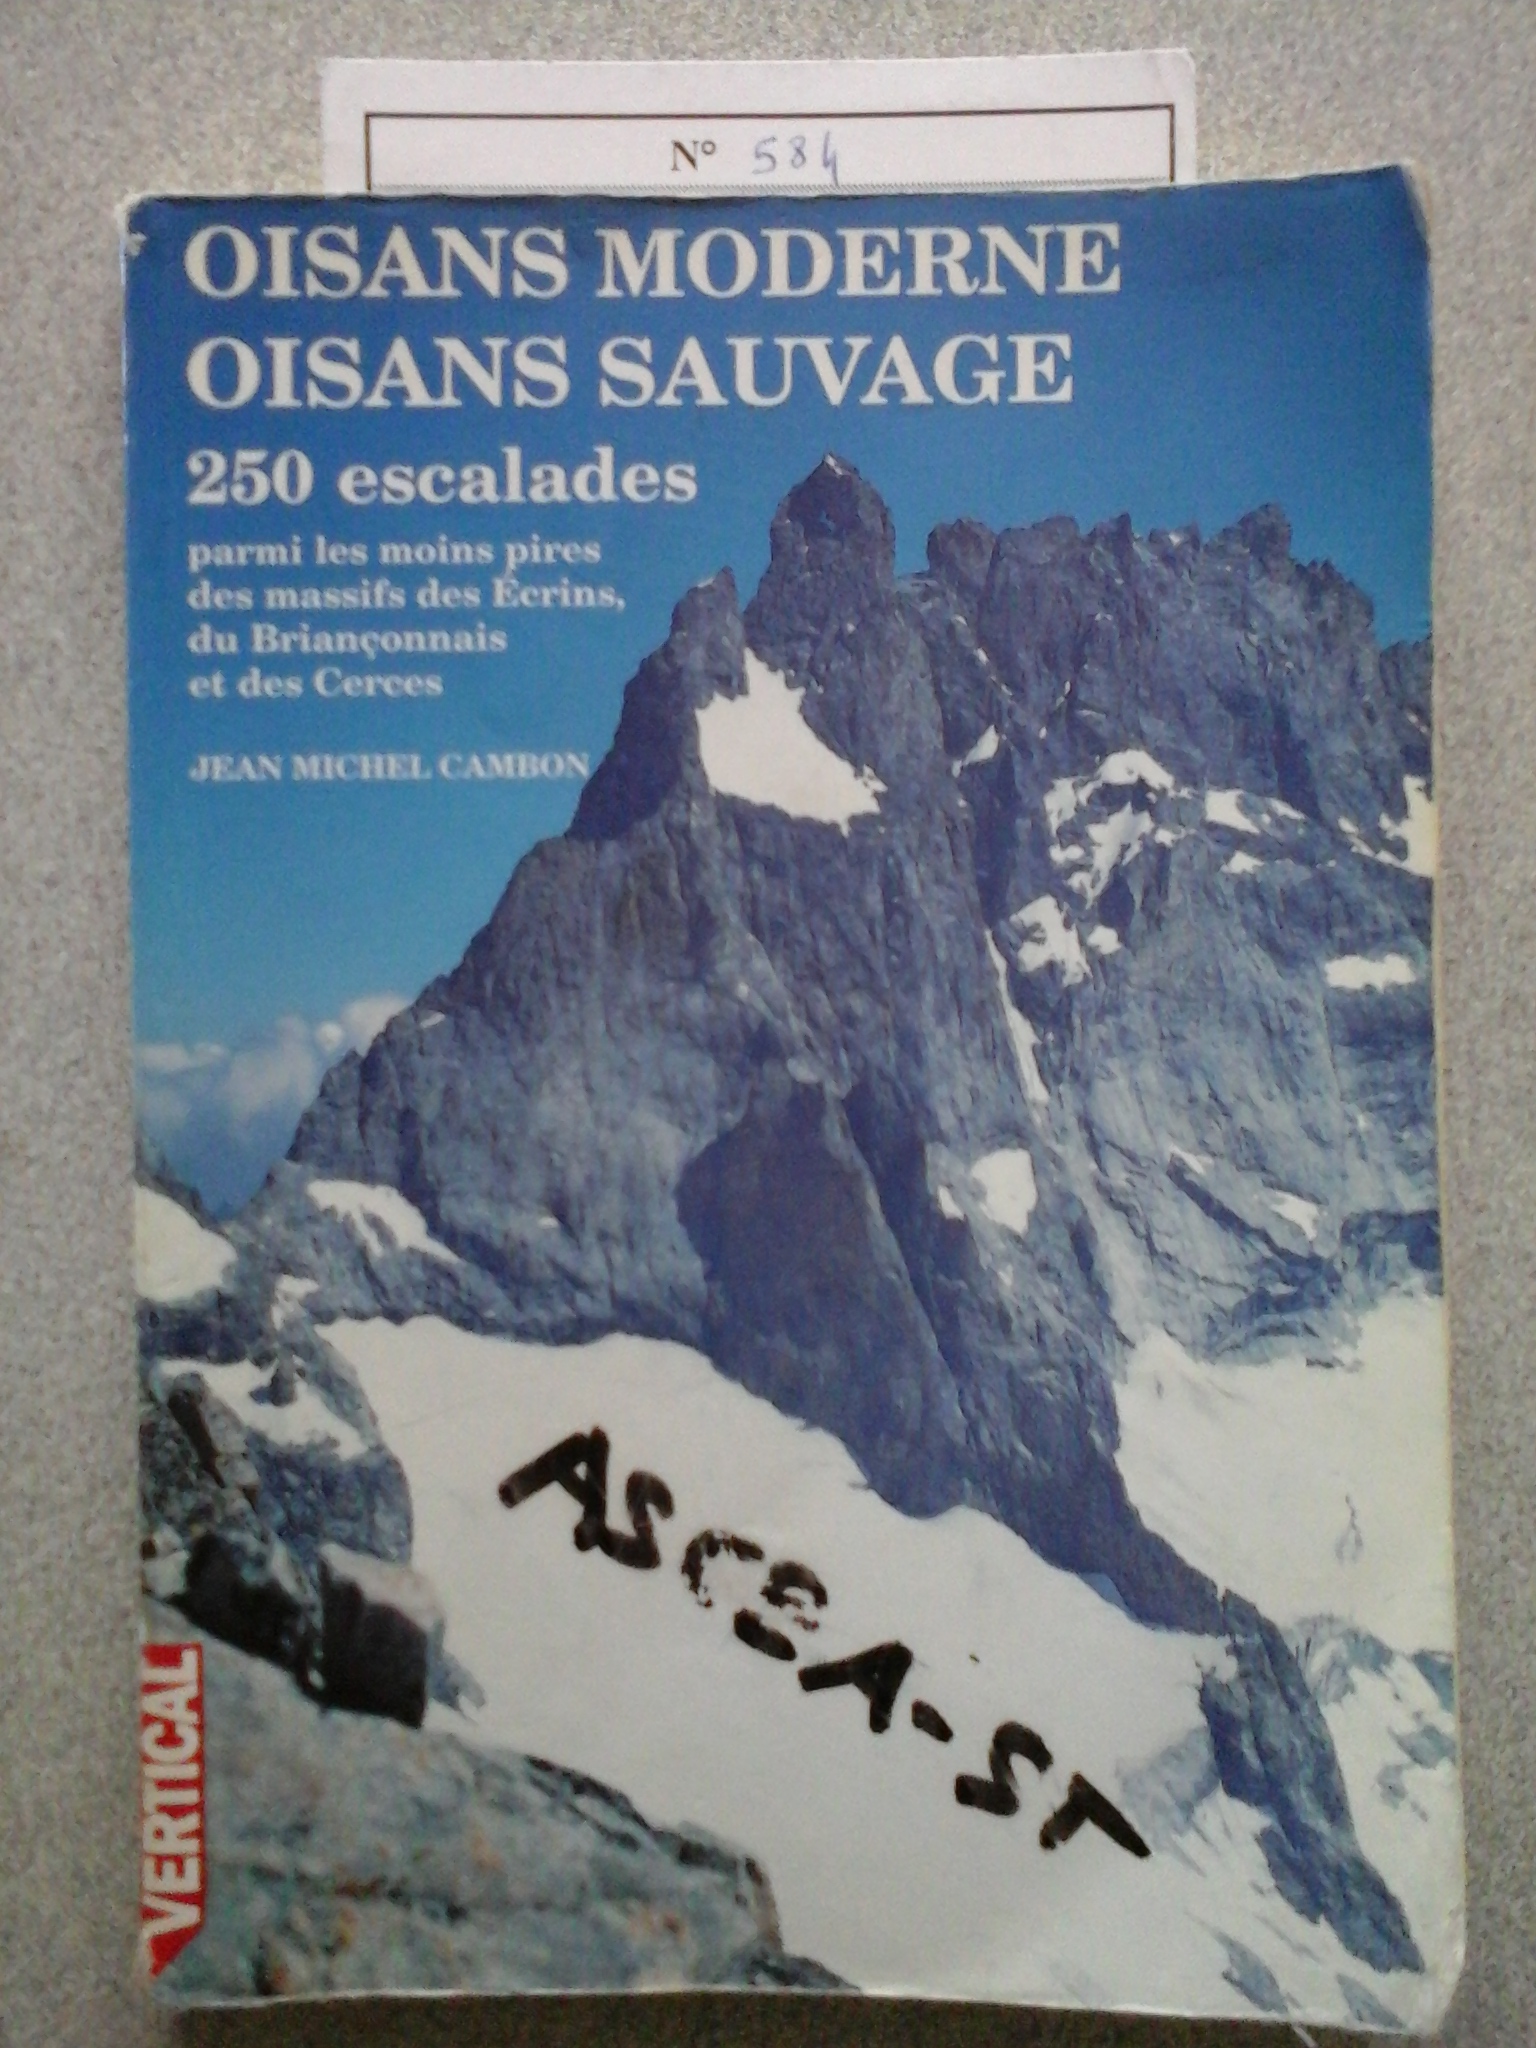 N° 584
OISANS MODERNE
OISANS SAUVAGE
250 escalades
parmi les moins pires
des massifs des Écrins,
du Briançonnais
et des Cerces
JEAN MICHEL CAMBON
ASCEA-ST
VERTICAL